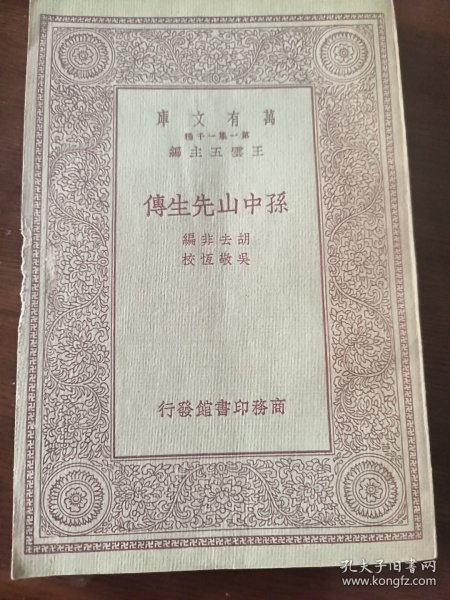 萬有文庫
第一集一千種
王雲五主編
孫中山先生傳
胡去非編
吳敬恆校
商務印書館發行
孔夫子旧书网
www.kongfz.com